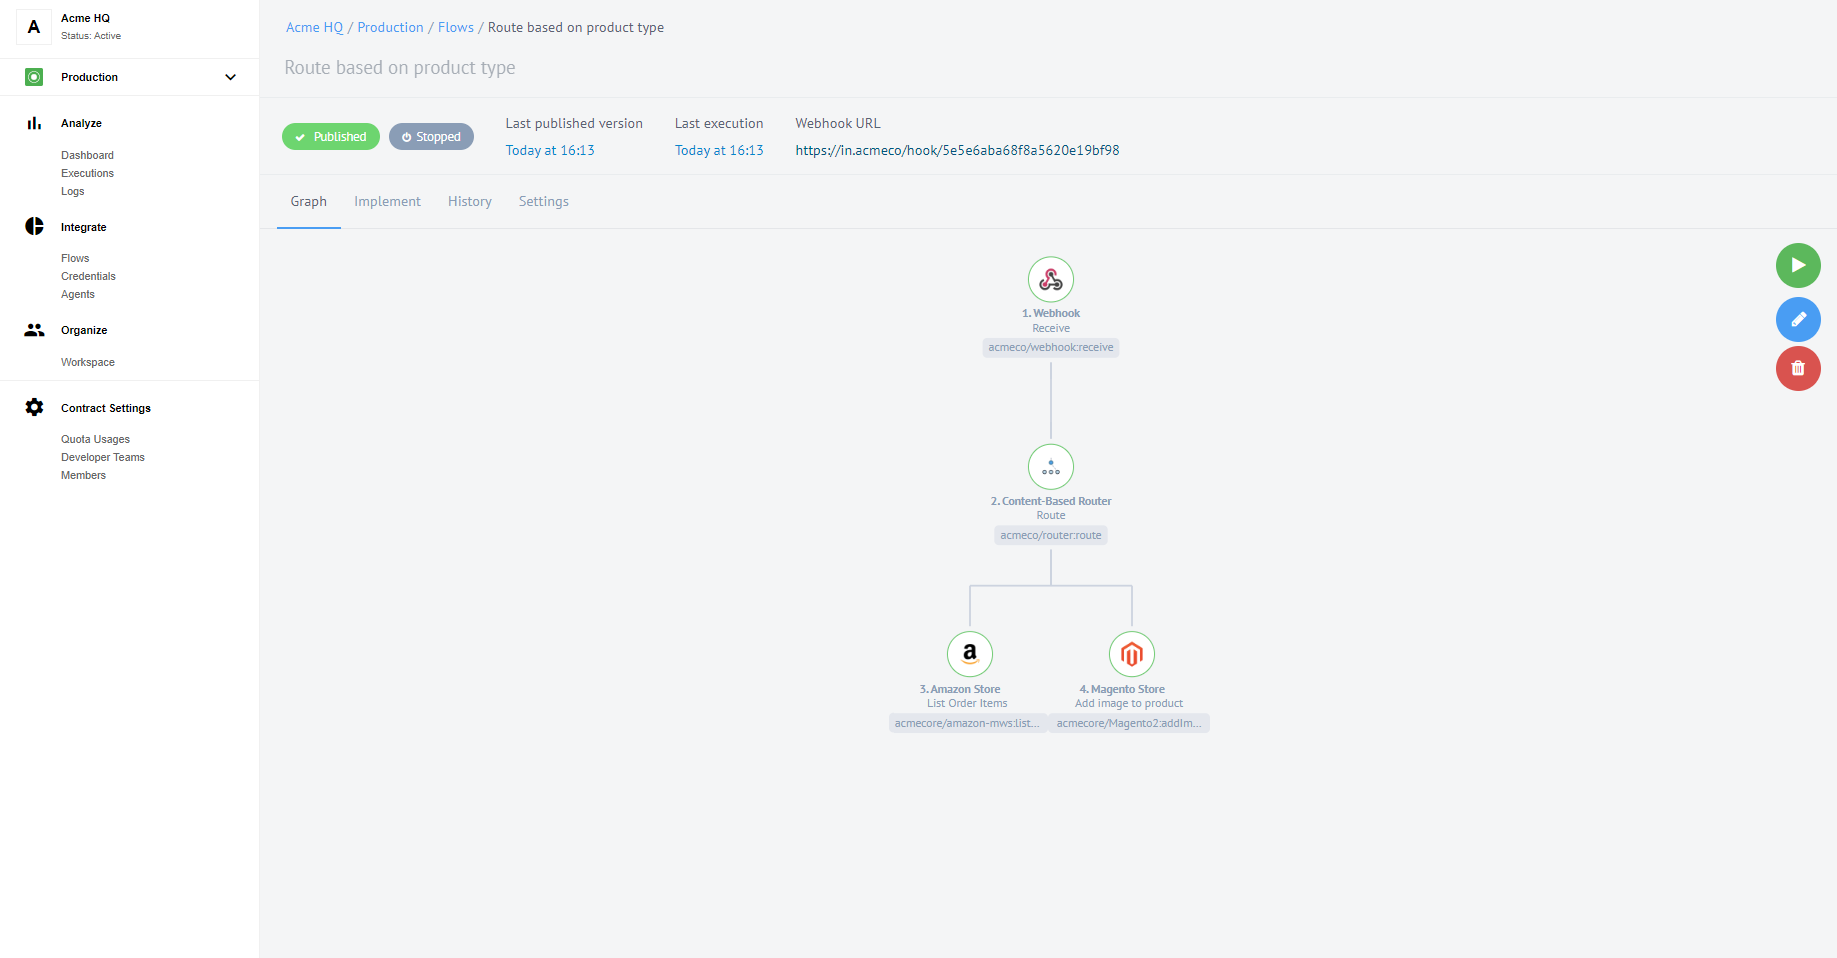 A
Acme HQ
Status: Active
Production
Analyze
Dashboard
Executions
Logs
Integrate
Flows
Credentials
Agents
Organize
Workspace
Contract Settings
Quota Usages
Developer Teams
Members
Acme HQ / Production / Flows / Route based on product type
Route based on product type
Published
Stopped
Last published version
Today at 16:13
Last execution
Today at 16:13
Webhook URL
https://in.acmeco/hook/5e5e6aba68f8a5620e19bf98
Graph Implement History Settings
1. Webhook
Receive
acmeco/webhook:receive
2. Content-Based Router
Route
acmeco/router:route
a
3. Amazon Store
List Order Items
acmecore/amazon-mws:list...
4. Magento Store
Add image to product
acmecore/Magento2:addIm...